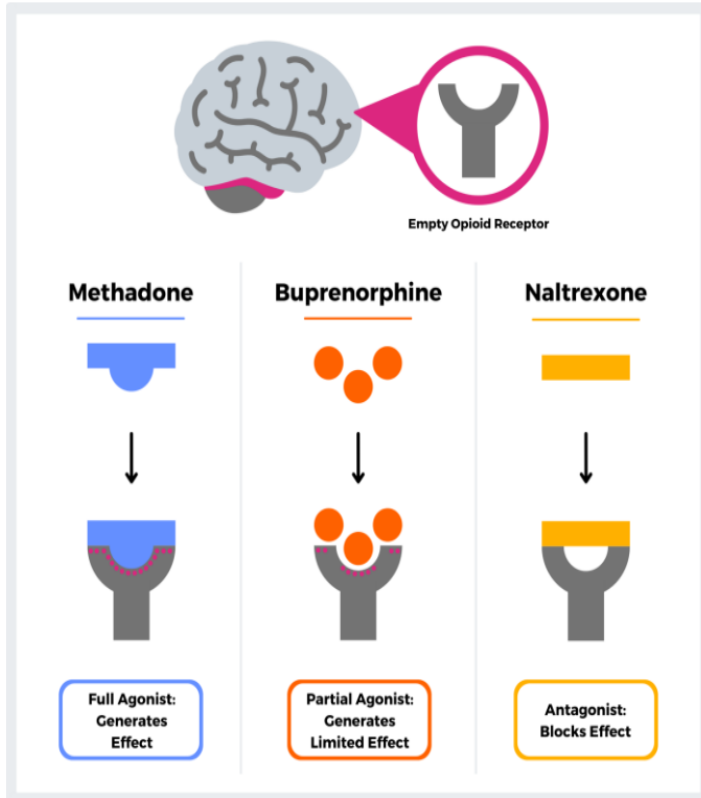 Empty Opioid Receptor
Methadone
Buprenorphine
Naltrexone
Full Agonist:
Generates
Effect
Partial Agonist:
Generates
Limited Effect
Antagonist:
Blocks Effect